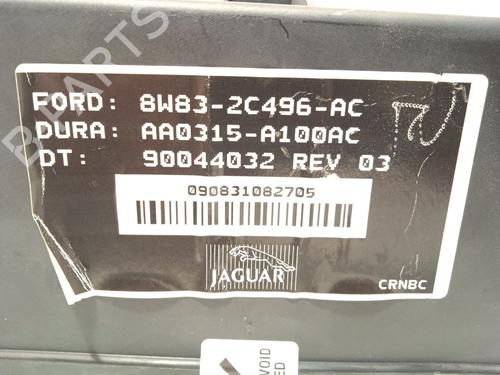 B-PARTS
FORD: 8W83-2C496-AC
DURA: AA0315-A100AC
DT: 90044032 REV 03
090831082705
JAGUAR
CRNBC
VOID
ED